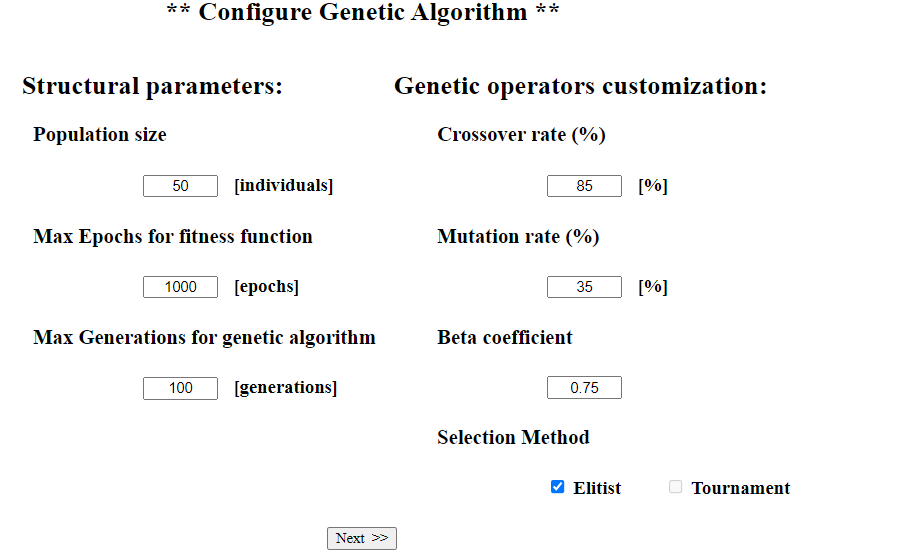 ** Configure Genetic Algorithm **
Structural parameters:
Population size
50 [individuals]
Max Epochs for fitness function
1000 [epochs]
Max Generations for genetic algorithm
100 [generations]
Genetic operators customization:
Crossover rate (%)
85 [%]
Mutation rate (%)
35 [%]
Beta coefficient
0.75
Selection Method
Elitist Tournament
Next >>